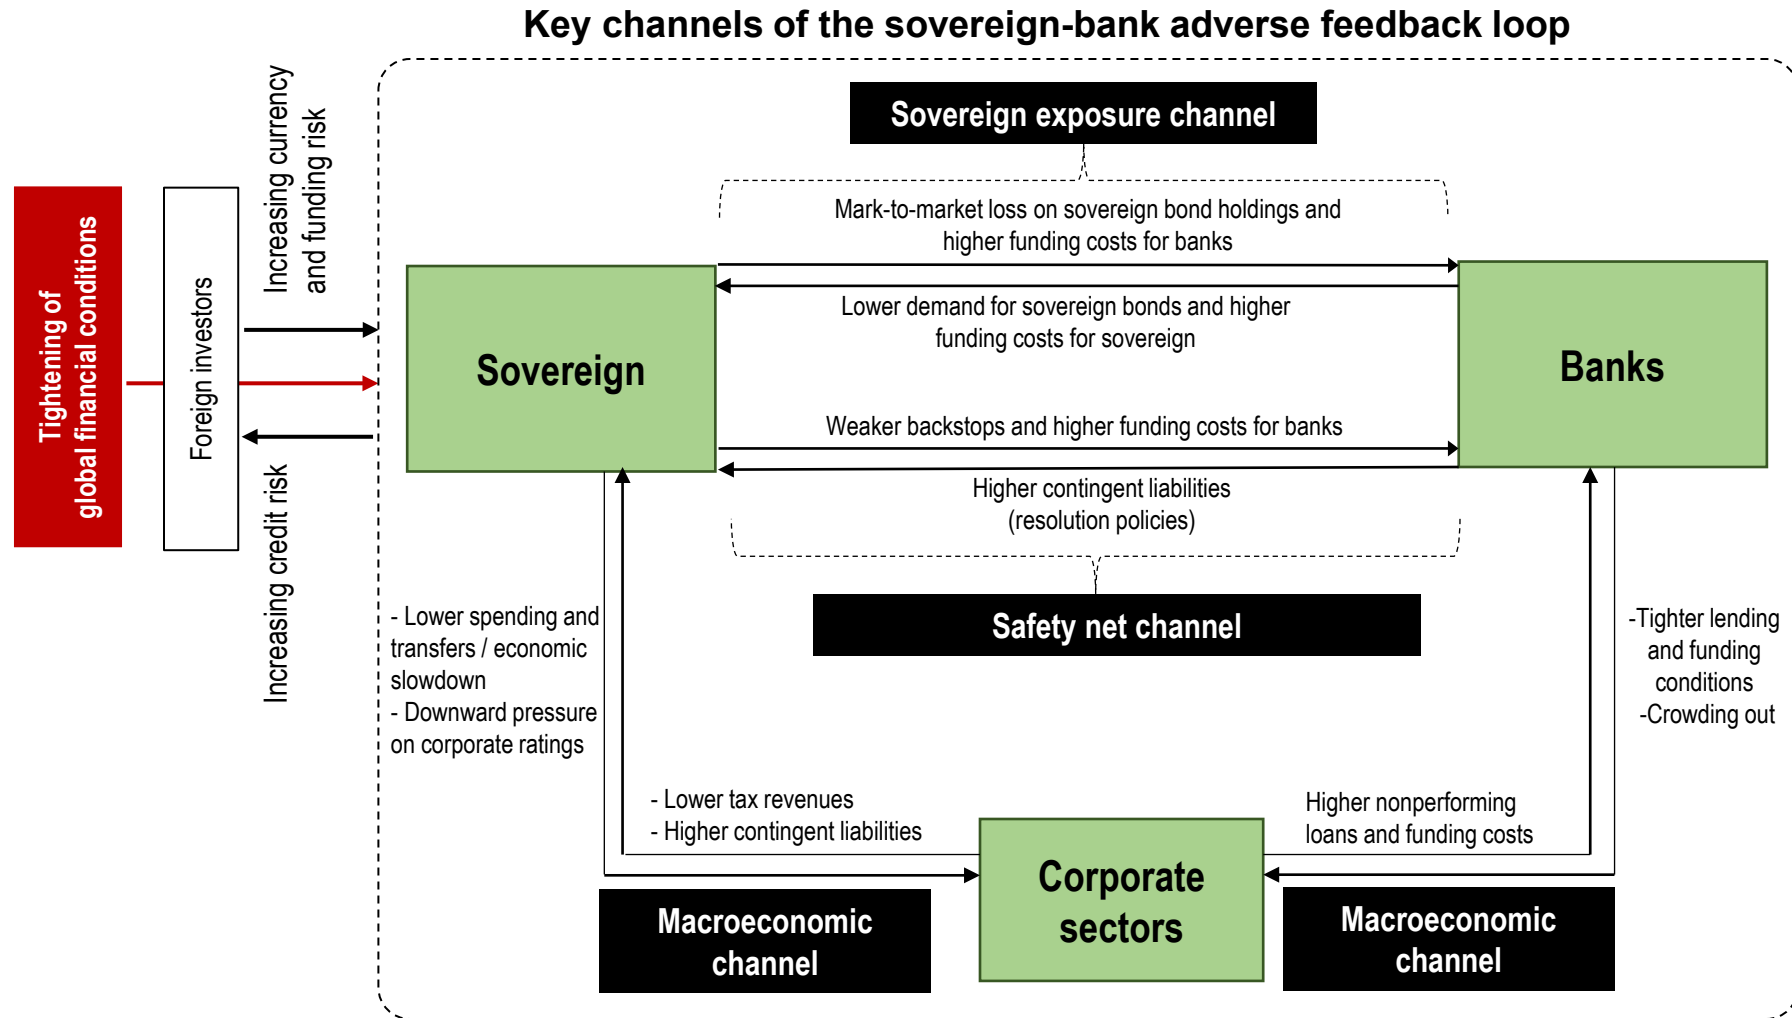 Key channels of the sovereign-bank adverse feedback loop
Tightening of
global financial conditions
Foreign investors
Increasing currency
and funding risk
Increasing credit risk
Sovereign exposure channel
Mark-to-market loss on sovereign bond holdings and
higher funding costs for banks
Lower demand for sovereign bonds and higher
funding costs for sovereign
Sovereign
Banks
Weaker backstops and higher funding costs for banks
Higher contingent liabilities
(resolution policies)
Safety net channel
- Lower spending and
transfers / economic
slowdown
- Downward pressure
on corporate ratings
-Tighter lending
and funding
conditions
-Crowding out
- Lower tax revenues
- Higher contingent liabilities
Higher nonperforming
loans and funding costs
Corporate
sectors
Macroeconomic
channel
Macroeconomic
channel